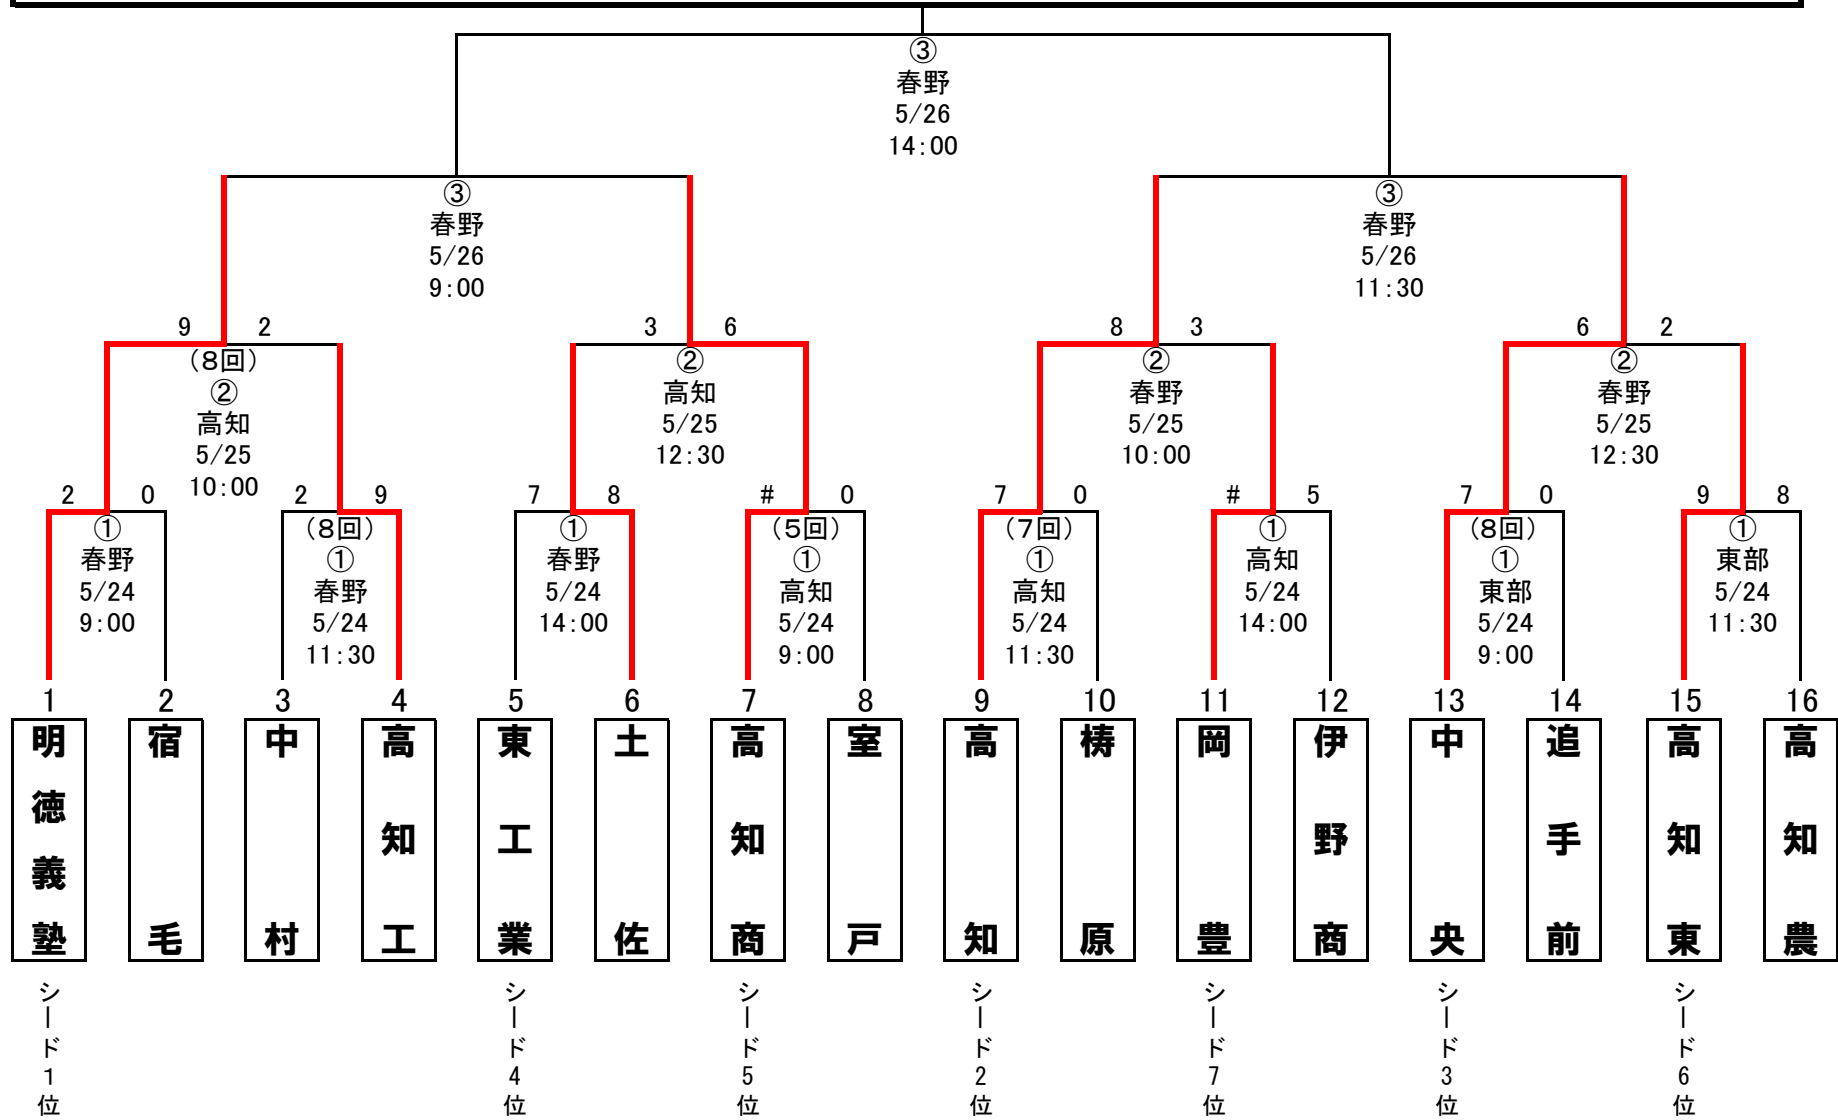 ③
春野
5/26
14:00
③
春野
5/26
9:00
③
春野
5/26
11:30
9 2
(8回)
②
高知
5/25
10:00
3 6
②
高知
5/25
12:30
8 3
②
春野
5/25
10:00
6 2
②
春野
5/25
12:30
2 0
①
春野
5/24
9:00
2 9
(8回)
①
春野
5/24
11:30
7 8
①
春野
5/24
14:00
# 0
(5回)
①
高知
5/24
9:00
7 0
(7回)
①
高知
5/24
11:30
# 5
①
高知
5/24
14:00
7 0
(8回)
①
東部
5/24
9:00
9 8
①
東部
5/24
11:30
1 2 3 4 5 6 7 8 9 10 11 12 13 14 15 16
明徳義塾
宿毛
中村
高知工
東工業
土佐
高知商
室戸
高知
梼原
岡豊
伊野商
中央
追手前
高知東
高知農
シード1位
シード4位
シード5位
シード2位
シード7位
シード3位
シード6位